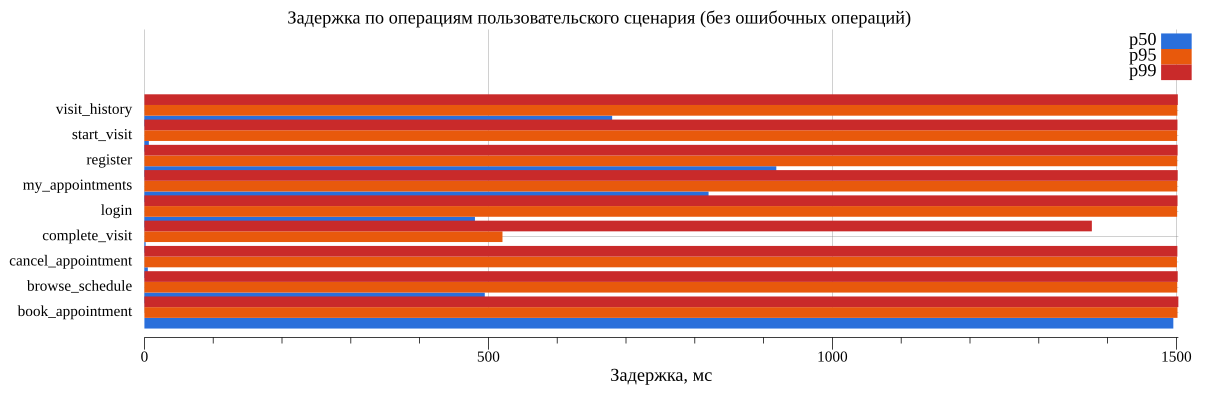 Задержка по операциям пользовательского сценария (без ошибочных операций)
p50
p95
p99
visit_history
start_visit
register
my_appointments
login
complete_visit
cancel_appointment
browse_schedule
book_appointment
0 500 1000 1500
Задержка, мс